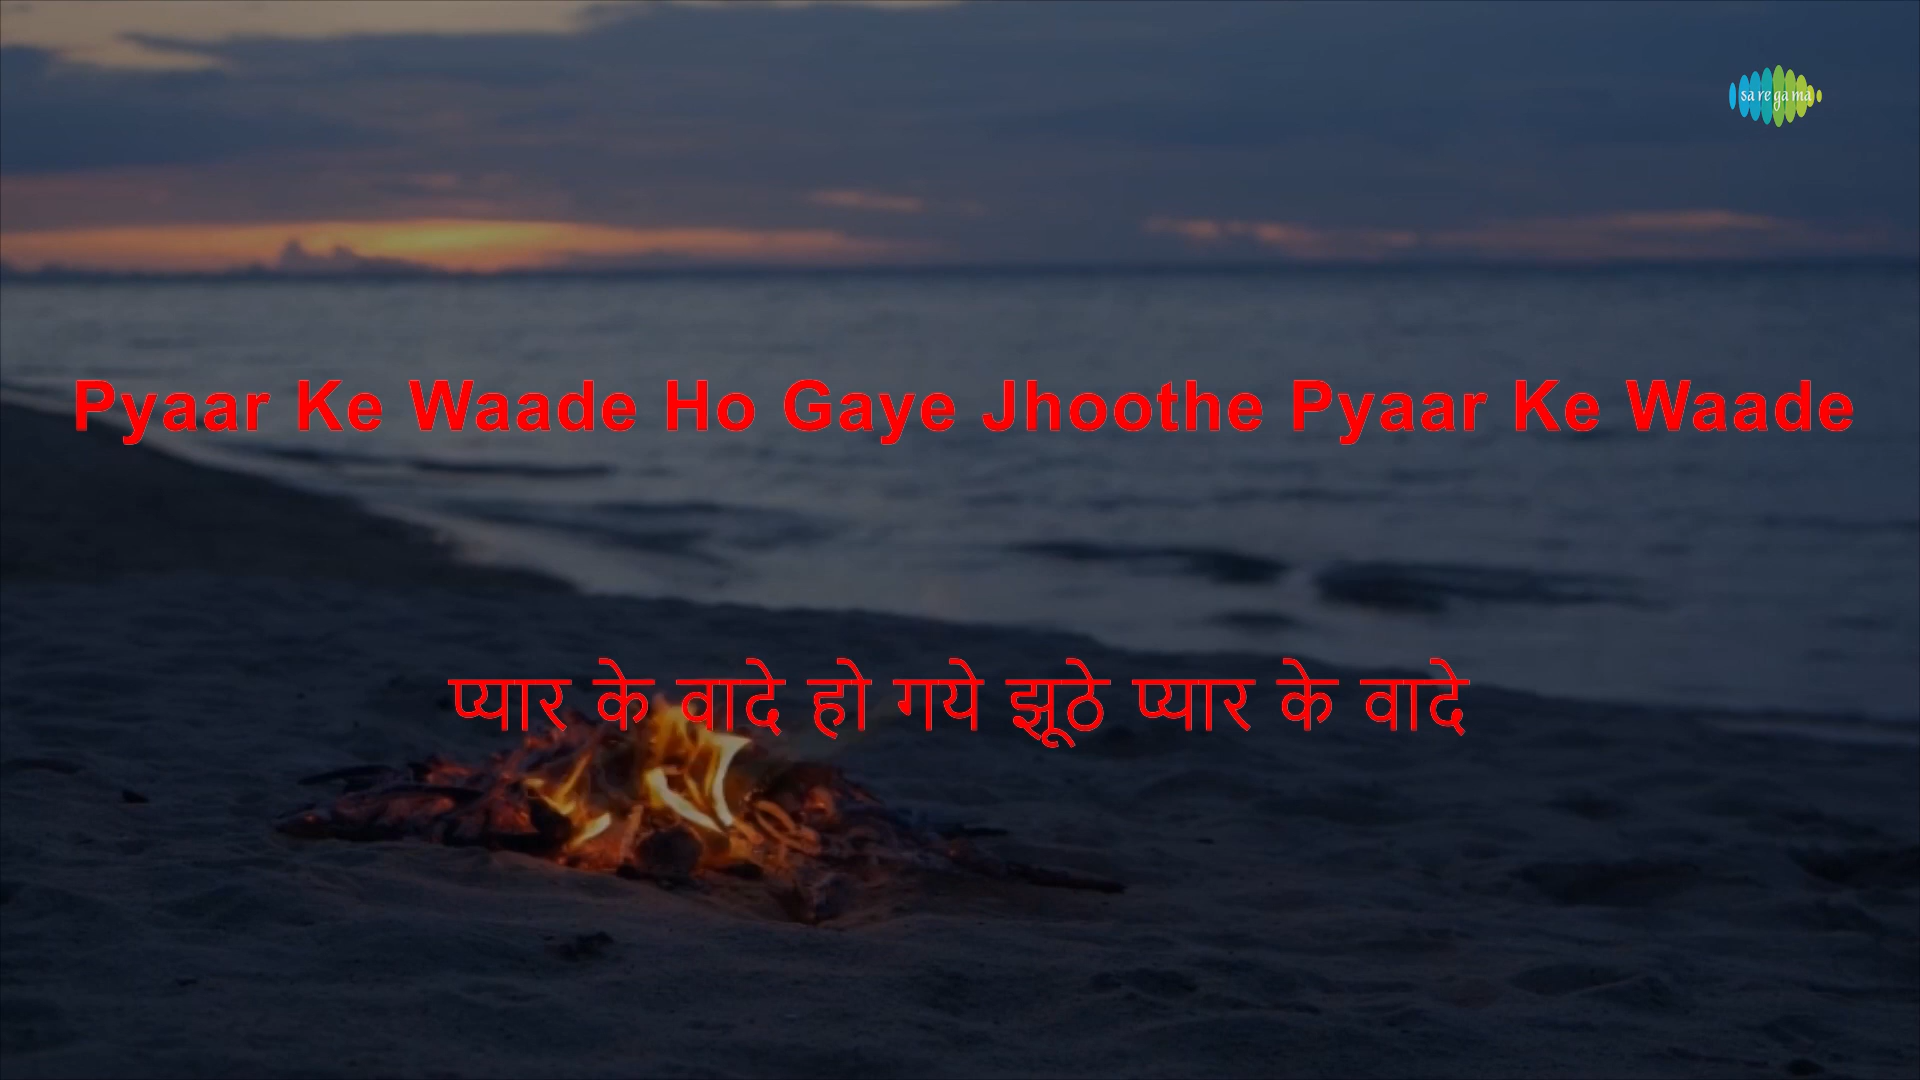 sa re ga ma
Pyaar Ke Waade Ho Gaye Jhoothe Pyaar Ke Waade
प्यार के वादे हो गये झूठे प्यार के वादे